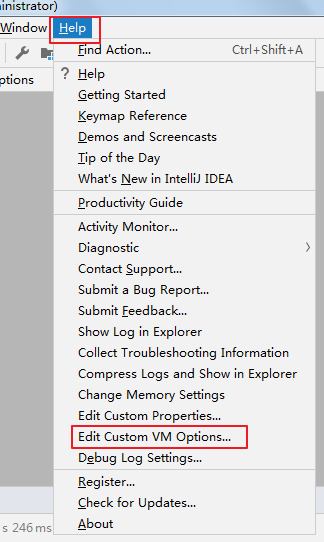 ninistrator)
Window Help
Find Action... Ctrl+Shift+A
ptions
? Help
Getting Started
Keymap Reference
Demos and Screencasts
Tip of the Day
What's New in IntelliJ IDEA
Productivity Guide
Activity Monitor...
Diagnostic
Contact Support...
Submit a Bug Report...
Submit Feedback...
Show Log in Explorer
Collect Troubleshooting Information
Compress Logs and Show in Explorer
Change Memory Settings
Edit Custom Properties...
Edit Custom VM Options...
Debug Log Settings...
Register...
Check for Updates...
s 246 ms
About